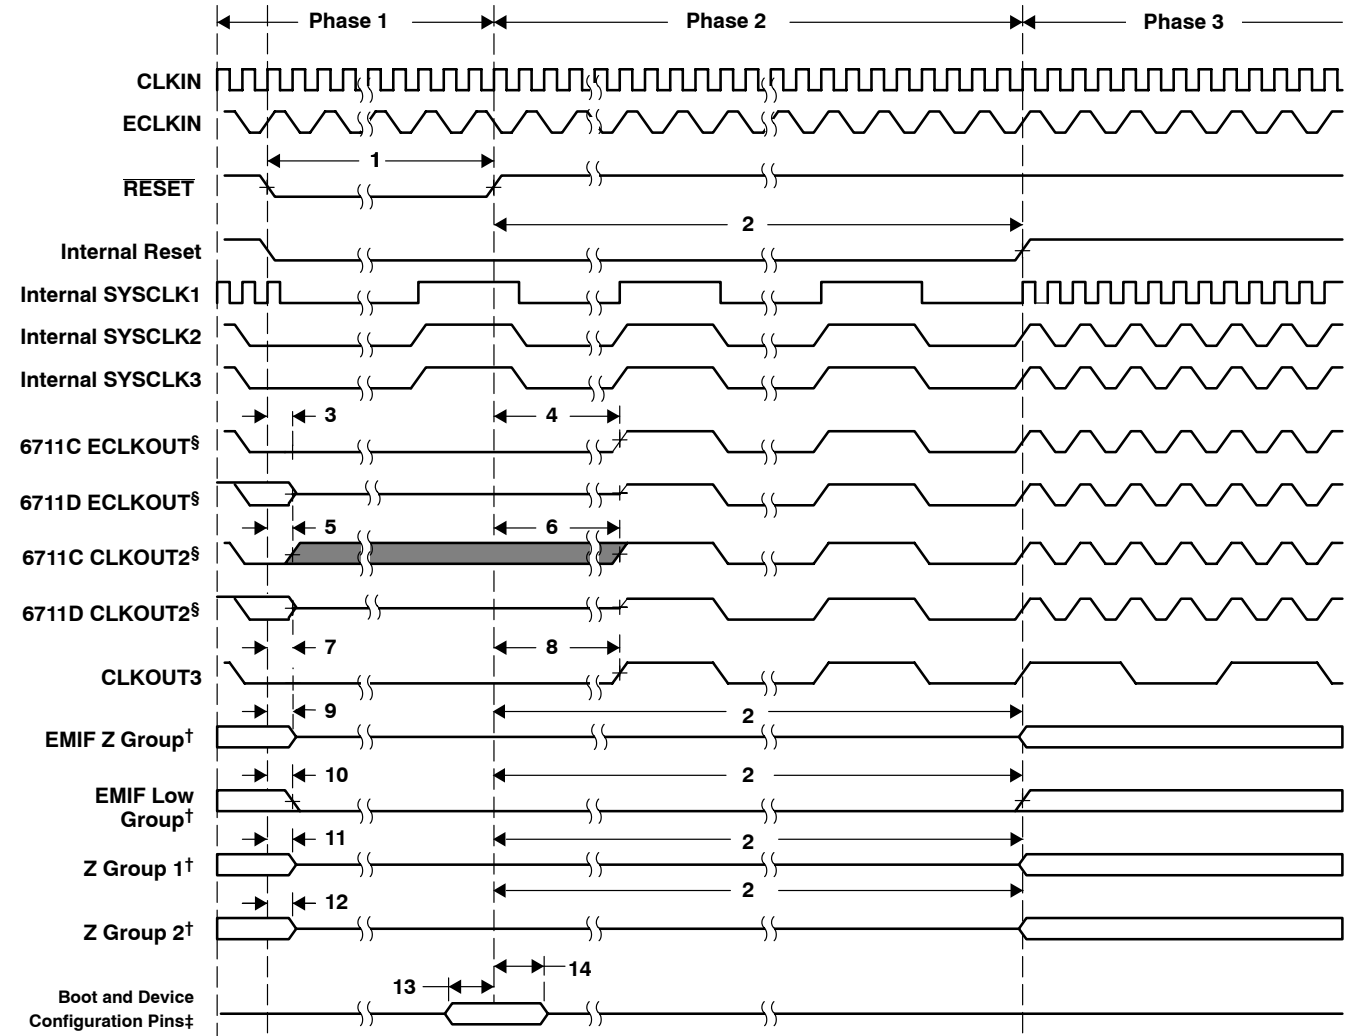 Phase 1 Phase 2 Phase 3
CLKIN
ECLKIN
1
RESET
2
Internal Reset
Internal SYSCLK1
Internal SYSCLK2
Internal SYSCLK3
3 4
6711C ECLKOUT§
6711D ECLKOUT§
5 6
6711C CLKOUT2§
6711D CLKOUT2§
7 8
CLKOUT3
9 2
EMIF Z Group†
10 2
EMIF Low
Group†
11 2
Z Group 1†
2
12
Z Group 2†
14
13
Boot and Device
Configuration Pins‡